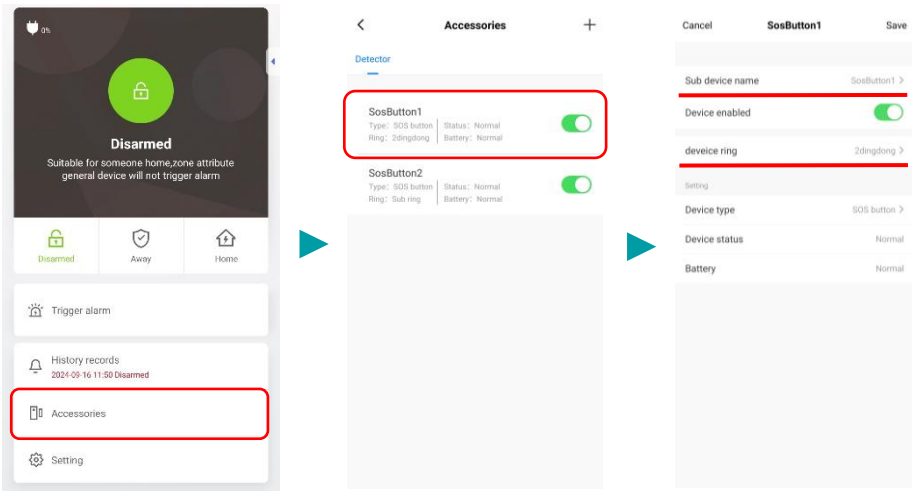 0%
Disarmed
Suitable for someone home,zone attribute
general device will not trigger alarm
Disarmed
Away
Home
Trigger alarm
History records
2024-09-16 11:50 Disarmed
Accessories
Setting
Accessories
Detector
SosButton1
Type: SOS button Status: Normal
Ring: 2dingdong Battery: Normal
SosButton2
Type: SOS button Status: Normal
Ring: Sub ring Battery: Normal
Cancel SosButton1 Save
Sub device name SosButton1
Device enabled
deveice ring 2dingdong
Setting
Device type SOS button
Device status Normal
Battery Normal